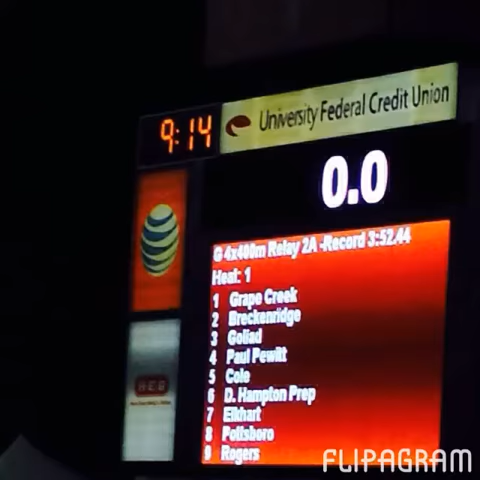 9:14
University Federal Credit Union
0.0
G 4x400m Relay 2A -Record 3:52.44
Heat: 1
1 Grape Creek
2 Breckenridge
3 Goliad
4 Paul Pewitt
5 Cole
6 D. Hampton Prep
7 Elkhart
8 Pottsboro
9 Rogers
H-E-B
FLIPAGRAM